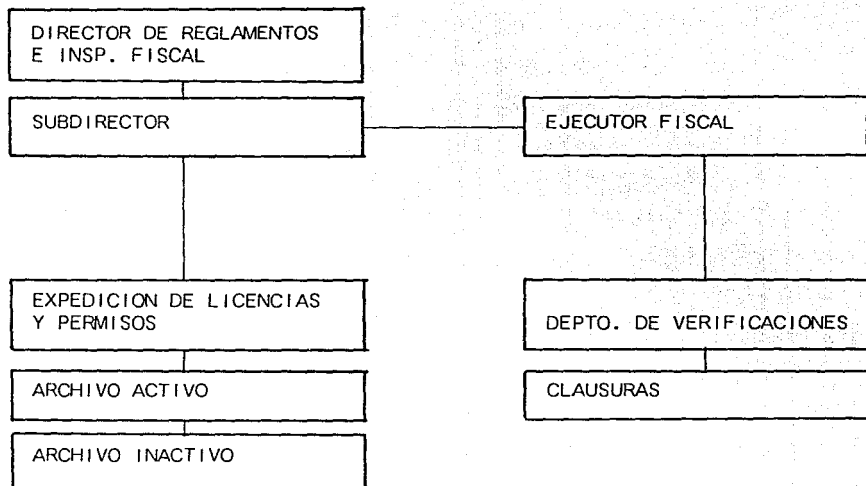 DIRECTOR DE REGLAMENTOS
E INSP. FISCAL
SUBDIRECTOR
EJECUTOR FISCAL
EXPEDICION DE LICENCIAS
Y PERMISOS
DEPTO. DE VERIFICACIONES
ARCHIVO ACTIVO
CLAUSURAS
ARCHIVO INACTIVO